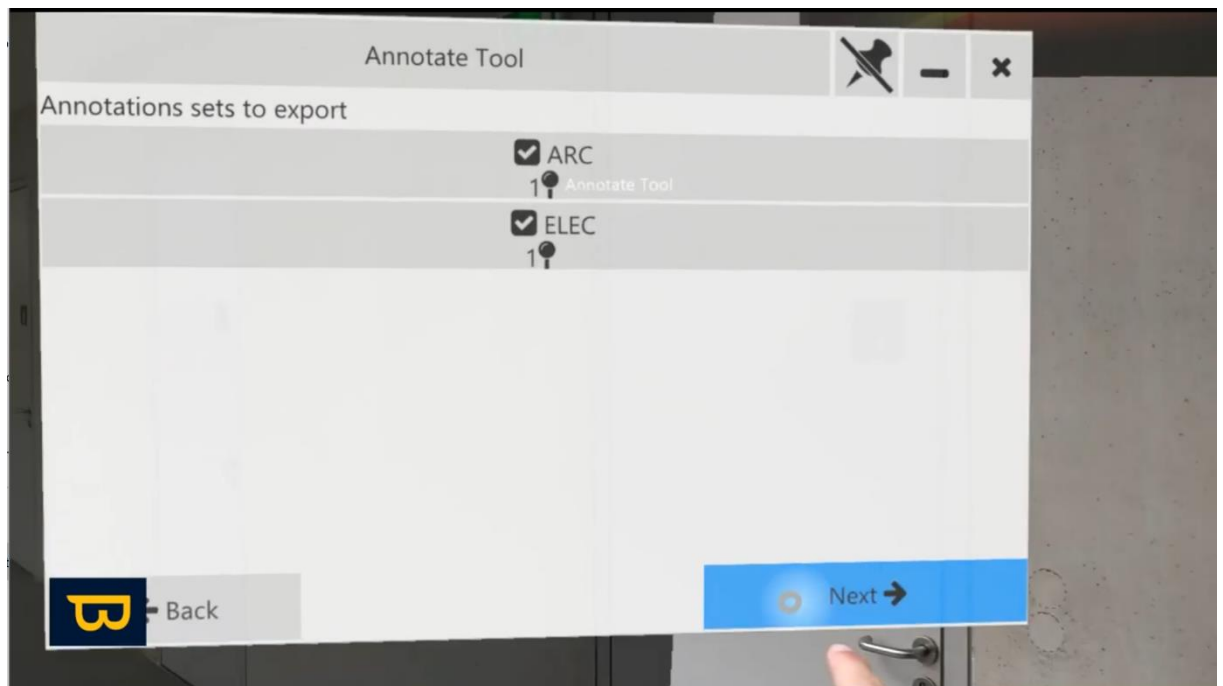 Annotate Tool
Annotations sets to export
ARC
1 Annotate Tool
ELEC
1
Back
Next